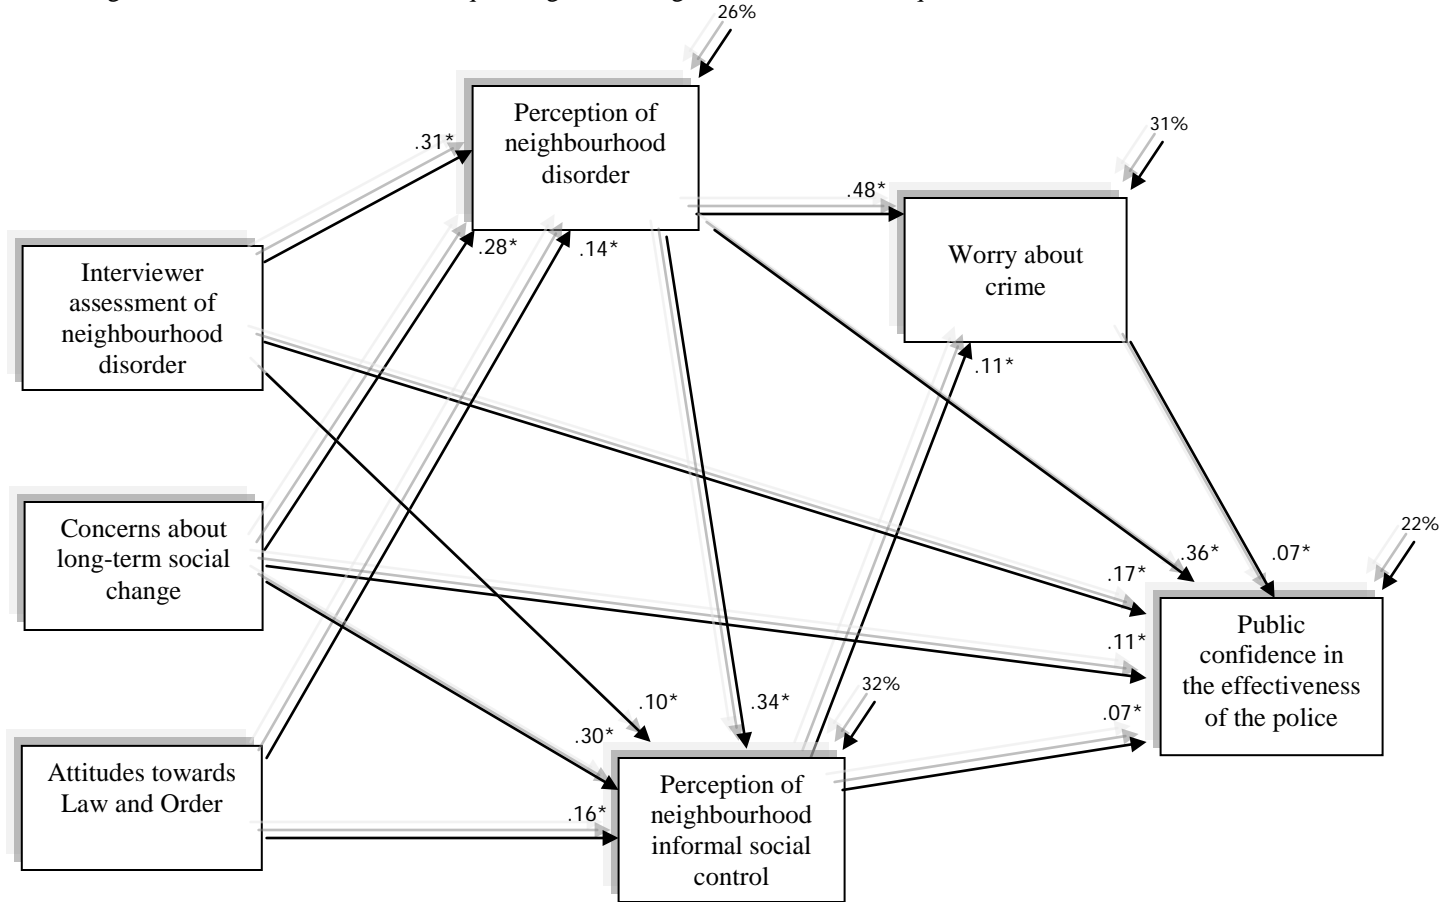 26%
Perception of
neighbourhood
disorder
31%
.31*
.48*
.28*
.14*
Worry about
crime
Interviewer
assessment of
neighbourhood
disorder
.11*
Concerns about
long-term social
change
22%
.36*
.07*
.17*
.11*
Public
confidence in
the effectiveness
of the police
32%
.10*
.34*
.07*
.30*
Attitudes towards
Law and Order
Perception of
neighbourhood
informal social
control
.16*